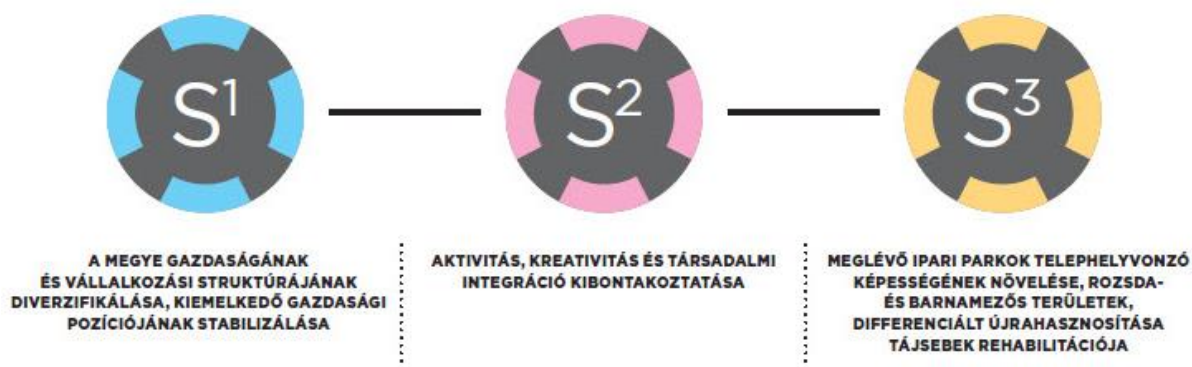 S¹
S²
S³
A MEGYE GAZDASÁGÁNAK
ÉS VÁLLALKOZÁSI STRUKTÚRÁJÁNAK
DIVERZIFIKÁLÁSA, KIEMELKEDŐ GAZDASÁGI
POZÍCIÓJÁNAK STABILIZÁLÁSA
AKTIVITÁS, KREATIVITÁS ÉS TÁRSADALMI
INTEGRÁCIÓ KIBONTAKOZTATÁSA
MEGLÉVŐ IPARI PARKOK TELEPHELYVONZÓ
KÉPESSÉGÉNEK NÖVELÉSE, ROZSDA-
ÉS BARNAMEZŐS TERÜLETEK,
DIFFERENCIÁLT ÚJRAHASZNOSÍTÁSA
TÁJSEBEK REHABILITÁCIÓJA